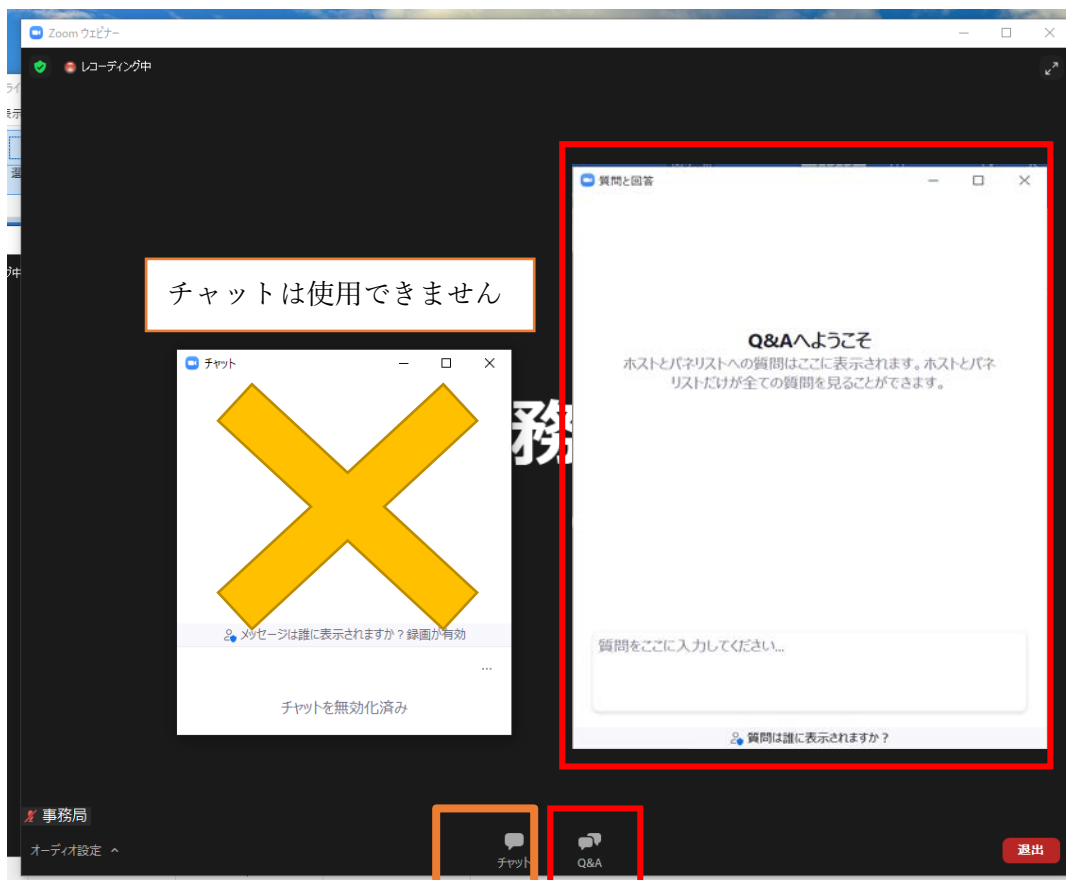 Zoom ウェビナー
レコーディング中
質問と回答
チャットは使用できません
Q&Aへようこそ
ホストとパネリストへの質問はここに表示されます。ホストとパネ
リストだけが全ての質問を見ることができます。
チャット
務
メッセージは誰に表示されますか？録画が有効
...
チャットを無効化済み
質問をここに入力してください...
質問は誰に表示されますか？
事務局
オーディオ設定
チャット
Q&A
退出